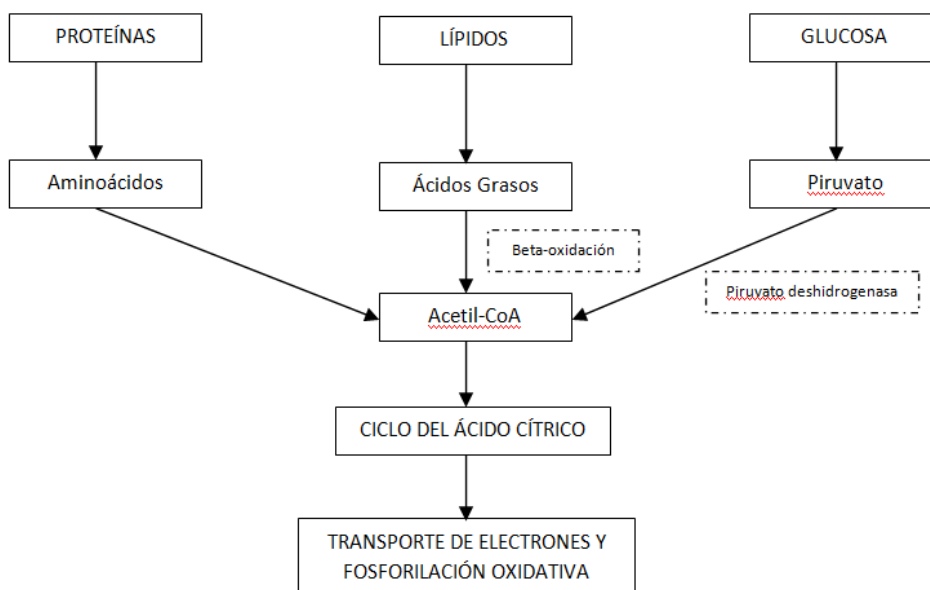 PROTEÍNAS
LÍPIDOS
GLUCOSA
Aminoácidos
Ácidos Grasos
Piruvato
Beta-oxidación
Piruvato deshidrogenasa
Acetil-CoA
CICLO DEL ÁCIDO CÍTRICO
TRANSPORTE DE ELECTRONES Y
FOSFORILACIÓN OXIDATIVA